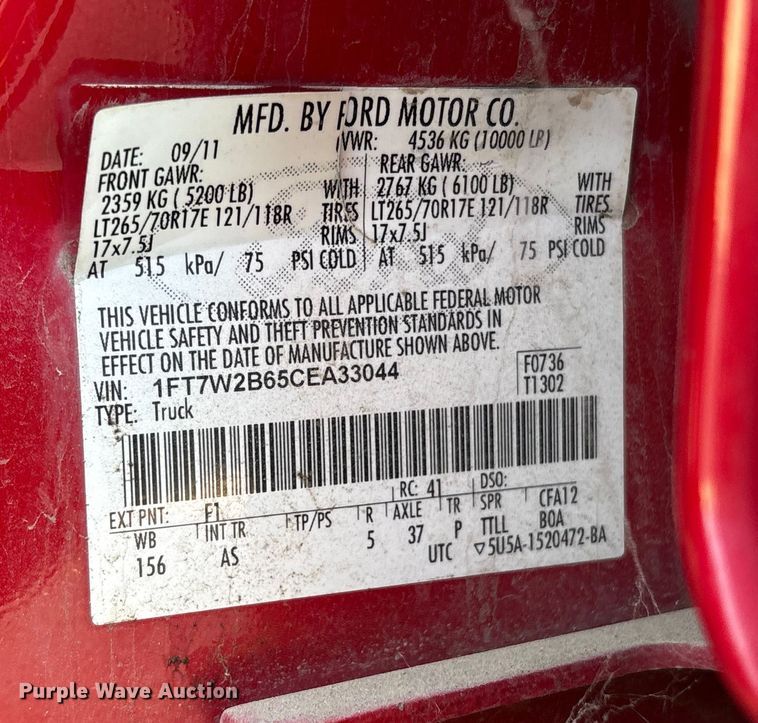 MFD. BY FORD MOTOR CO.
DATE: 09/11 VWR: 4536 KG (10000 LB)
FRONT GAWR: REAR GAWR:
2359 KG ( 5200 LB) WITH 2767 KG ( 6100 LB) WITH
LT265/70R17E 121/118R TIRES LT265/70R17E 121/118R TIRES
17x7.5J RIMS 17x7.5J RIMS
AT 515 kPa/ 75 PSI COLD AT 515 kPa/ 75 PSI COLD
THIS VEHICLE CONFORMS TO ALL APPLICABLE FEDERAL MOTOR
VEHICLE SAFETY AND THEFT PREVENTION STANDARDS IN
EFFECT ON THE DATE OF MANUFACTURE SHOWN ABOVE.
VIN: 1FT7W2B65CEA33044 F0736
TYPE: Truck T1302
EXT PNT: F1 RC: 41 DSO:
WB INT TR TP/PS R AXLE TR SPR CFA12
156 AS 5 37 P TTLL BOA
UTC ▽5U5A-1520472-BA
Purple Wave Auction